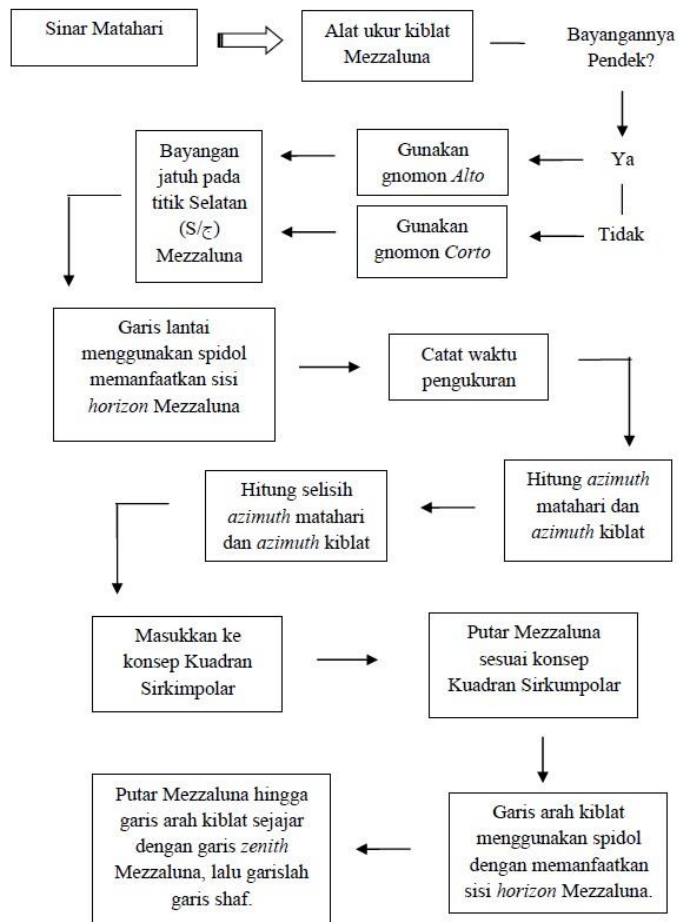 Sinar Matahari
Alat ukur kiblat
Mezzaluna
Bayangannya
Pendek?
Ya
Tidak
Gunakan
gnomon Alto
Gunakan
gnomon Corto
Bayangan
jatuh pada
titik Selatan
(S/ج)
Mezzaluna
Garis lantai
menggunakan spidol
memanfaatkan sisi
horizon Mezzaluna
Catat waktu
pengukuran
Hitung azimuth
matahari dan
azimuth kiblat
Hitung selisih
azimuth matahari
dan azimuth kiblat
Masukkan ke
konsep Kuadran
Sirkimpolar
Putar Mezzaluna
sesuai konsep
Kuadran Sirkumpolar
Garis arah kiblat
menggunakan spidol
dengan memanfaatkan
sisi horizon Mezzaluna.
Putar Mezzaluna hingga
garis arah kiblat sejajar
dengan garis zenith
Mezzaluna, lalu garislah
garis shaf.